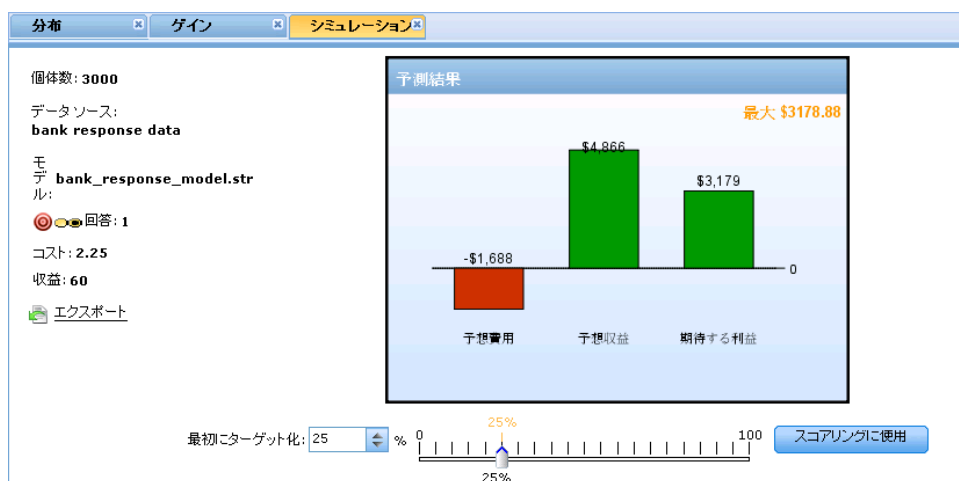 分布
ゲイン
シミュレーション
個体数: 3000
データ ソース:
bank response data
モデル: bank_response_model.str
回答: 1
コスト: 2.25
収益: 60
エクスポート
予測結果
最大 $3178.88
$4,866
$3,179
-$1,688
0
予想費用
予想収益
期待する利益
最初にターゲット化: 25 %
0
25%
100
25%
スコアリングに使用